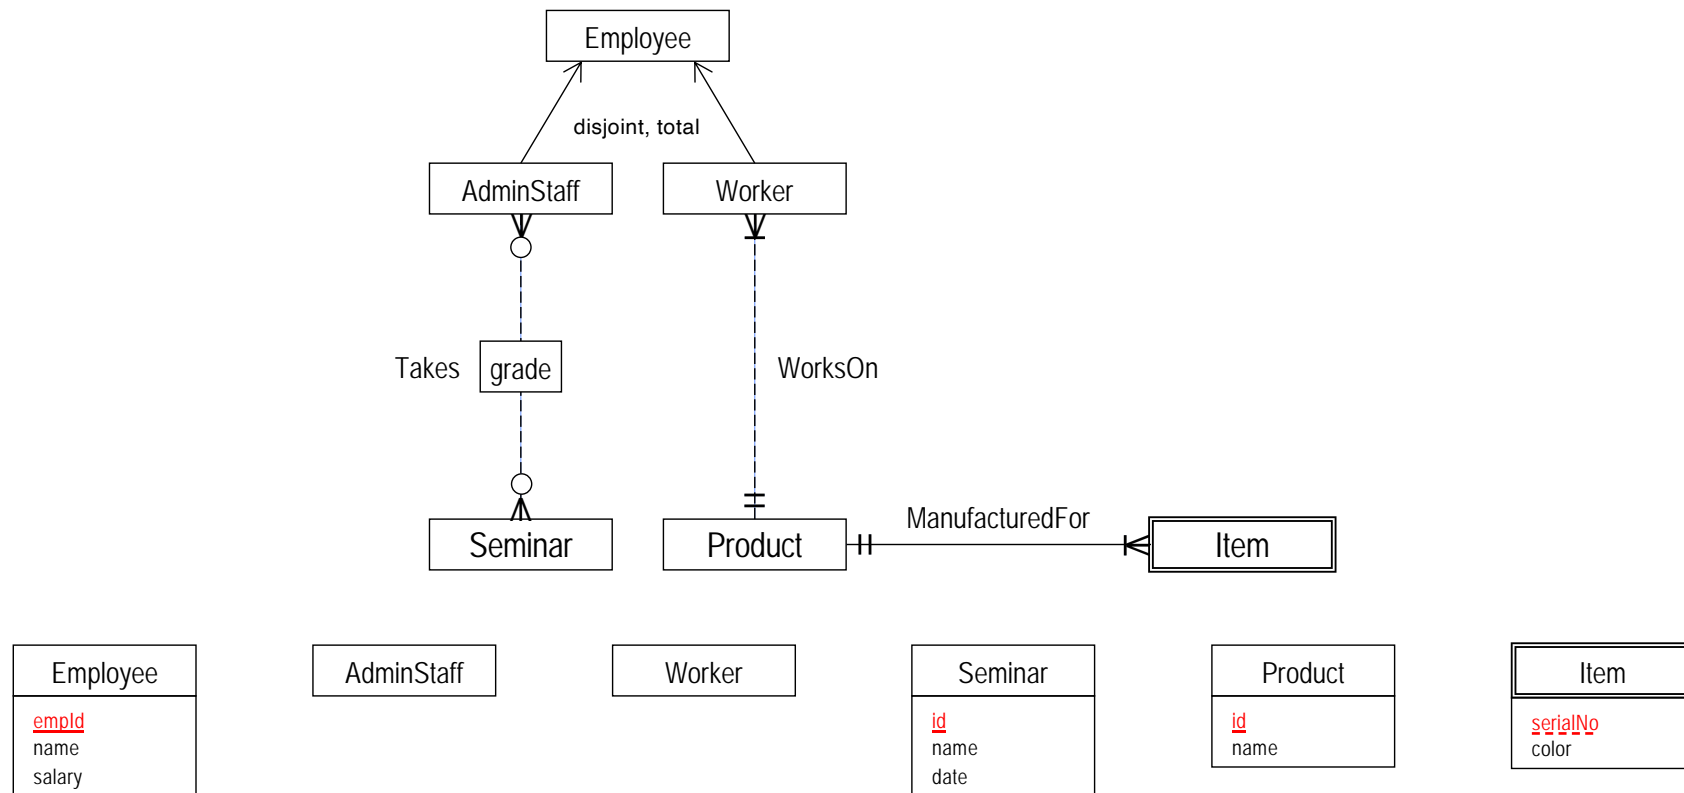 Employee
disjoint, total
AdminStaff
Worker
Takes
grade
WorksOn
ManufacturedFor
Seminar
Product
Item
Employee
empId
name
salary
AdminStaff
Worker
Seminar
id
name
date
Product
id
name
Item
serialNo
color